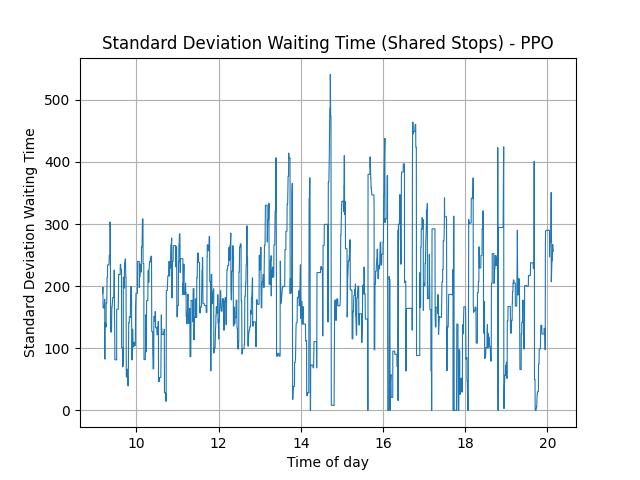 Standard Deviation Waiting Time (Shared Stops) - PPO
Standard Deviation Waiting Time
500
400
300
200
100
0
10 12 14 16 18 20
Time of day